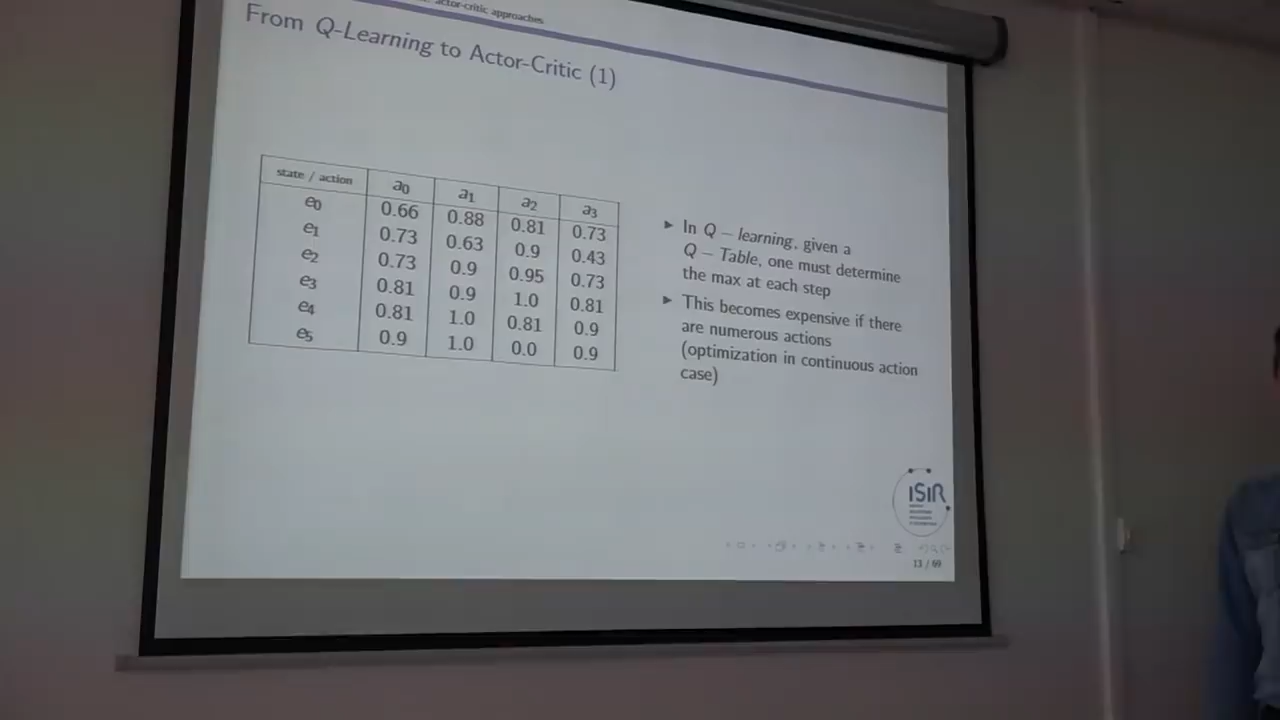 actor-critic approaches
From Q-Learning to Actor-Critic (1)
state / action a0 a1 a2 a3
e0 0.66 0.88 0.81 0.73
e1 0.73 0.63 0.9 0.43
e2 0.73 0.9 0.95 0.73
e3 0.81 0.9 1.0 0.81
e4 0.81 1.0 0.81 0.9
e5 0.9 1.0 0.0 0.9
► In Q – learning, given a
Q – Table, one must determine
the max at each step
► This becomes expensive if there
are numerous actions
(optimization in continuous action
case)
ISIR
13 / 69